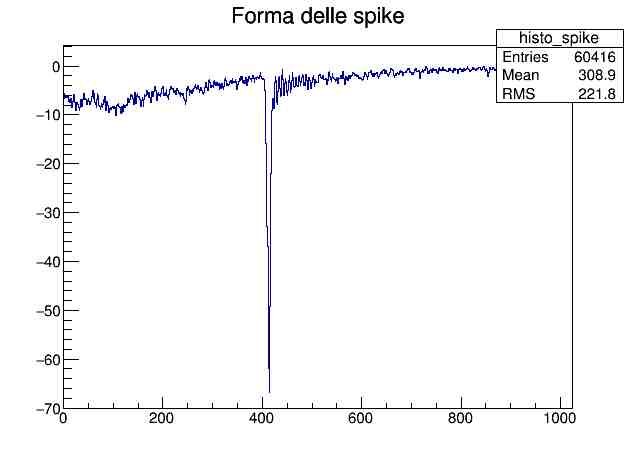 Forma delle spike
histo_spike
Entries 60416
Mean 308.9
RMS 221.8
0
−10
−20
−30
−40
−50
−60
−70
0 200 400 600 800 1000